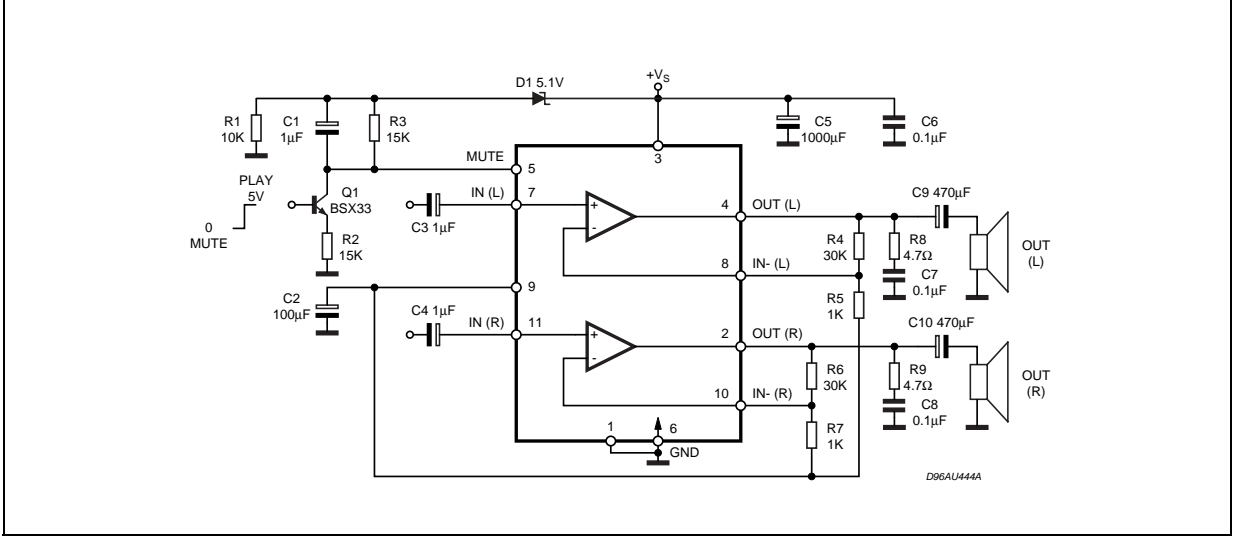 D1 5.1V
+VS
R1
10K
C1
1µF
R3
15K
C5
1000µF
C6
0.1µF
MUTE
5
3
PLAY
5V
0
MUTE
Q1
BSX33
R2
15K
IN (L)
7
C3 1µF
+
-
4
OUT (L)
C9 470µF
R4
30K
R8
4.7Ω
OUT
(L)
8
IN- (L)
C7
0.1µF
R5
1K
C2
100µF
9
C4 1µF
IN (R)
11
+
-
2
OUT (R)
C10 470µF
R6
30K
R9
4.7Ω
OUT
(R)
10
IN- (R)
C8
0.1µF
R7
1K
1
6
GND
D96AU444A